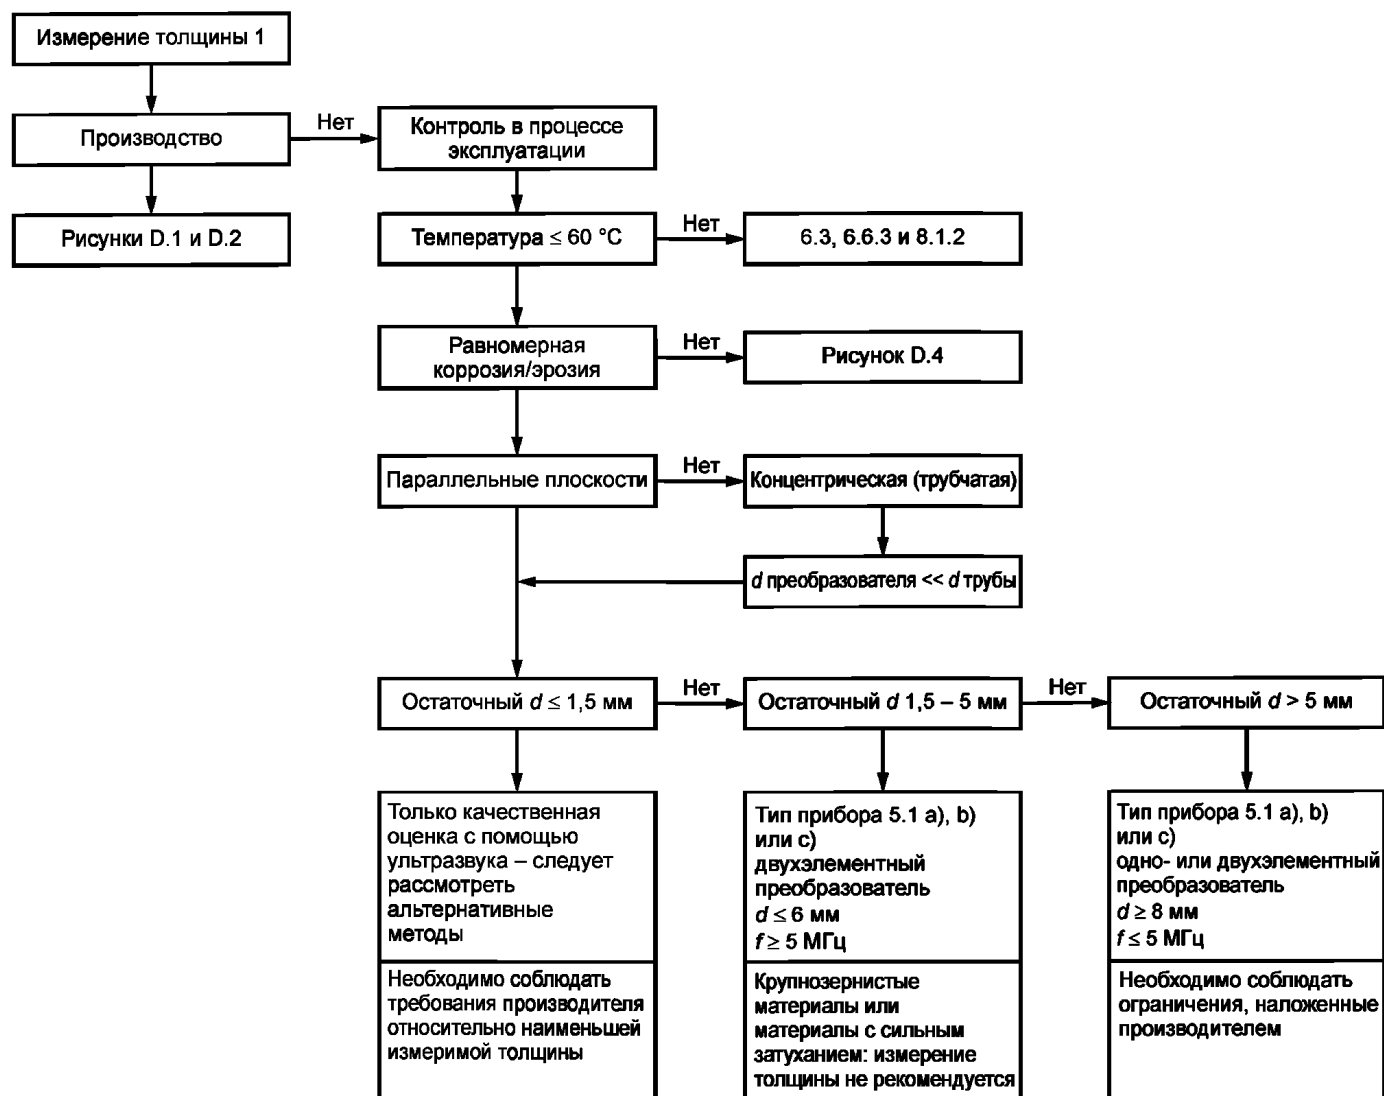 Измерение толщины 1
Производство
Нет
Контроль в процессе
эксплуатации
Рисунки D.1 и D.2
Температура ≤ 60 °C
Нет
6.3, 6.6.3 и 8.1.2
Равномерная
коррозия/эрозия
Нет
Рисунок D.4
Параллельные плоскости
Нет
Концентрическая (трубчатая)
d преобразователя << d трубы
Остаточный d ≤ 1,5 мм
Нет
Остаточный d 1,5 – 5 мм
Нет
Остаточный d > 5 мм
Только качественная
оценка с помощью
ультразвука – следует
рассмотреть
альтернативные
методы
Необходимо соблюдать
требования производителя
относительно наименьшей
измеримой толщины
Тип прибора 5.1 a), b)
или c)
двухэлементный
преобразователь
d ≤ 6 мм
f ≥ 5 МГц
Крупнозернистые
материалы или
материалы с сильным
затуханием: измерение
толщины не рекомендуется
Тип прибора 5.1 a), b)
или c)
одно- или двухэлементный
преобразователь
d ≥ 8 мм
f ≤ 5 МГц
Необходимо соблюдать
ограничения, наложенные
производителем